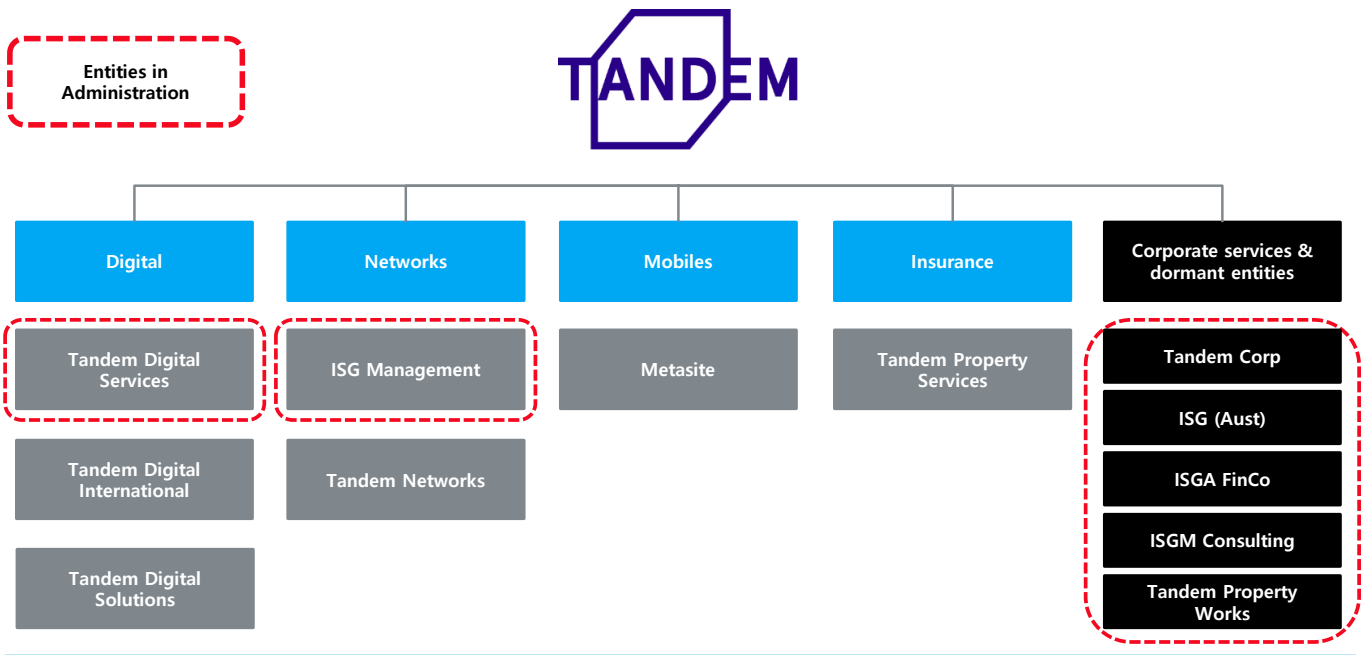 Entities in
Administration
TANDEM
Digital
Networks
Mobiles
Insurance
Corporate services &
dormant entities
Tandem Digital
Services
ISG Management
Metasite
Tandem Property
Services
Tandem Corp
ISG (Aust)
Tandem Digital
International
Tandem Networks
ISGA FinCo
ISGM Consulting
Tandem Digital
Solutions
Tandem Property
Works